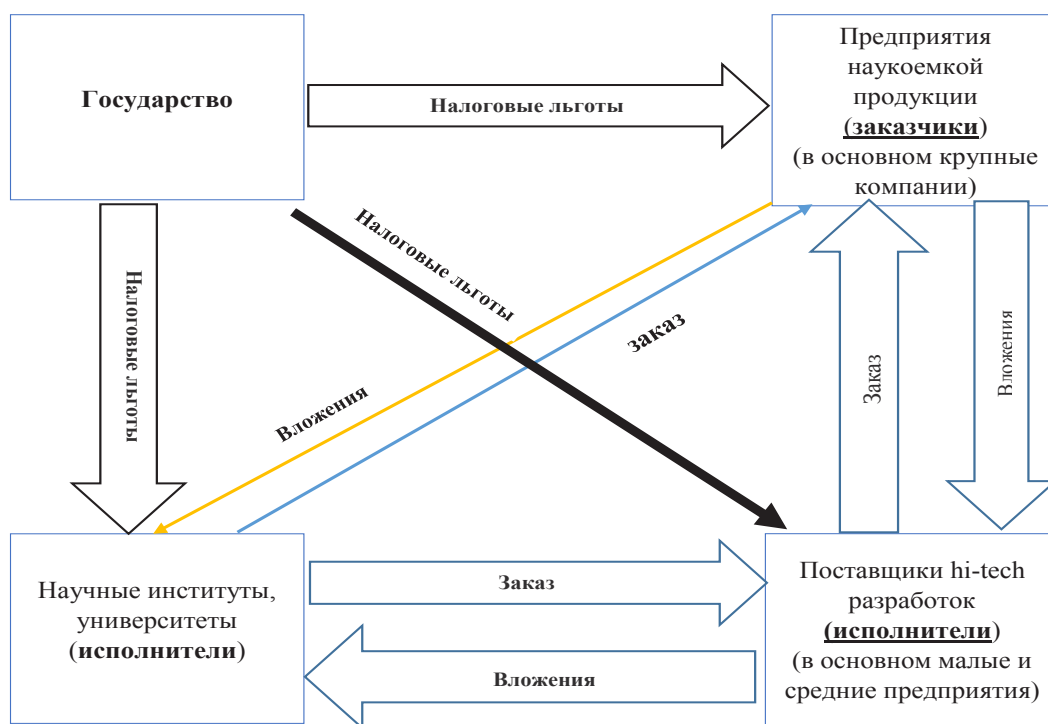 Государство
Налоговые льготы
Предприятия
наукоемкой
продукции
(заказчики)
(в основном крупные
компании)
Налоговые льготы
Налоговые льготы
заказ
Вложения
Заказ
Вложения
Научные институты,
университеты
(исполнители)
Заказ
Вложения
Поставщики hi-tech
разработок
(исполнители)
(в основном малые и
средние предприятия)